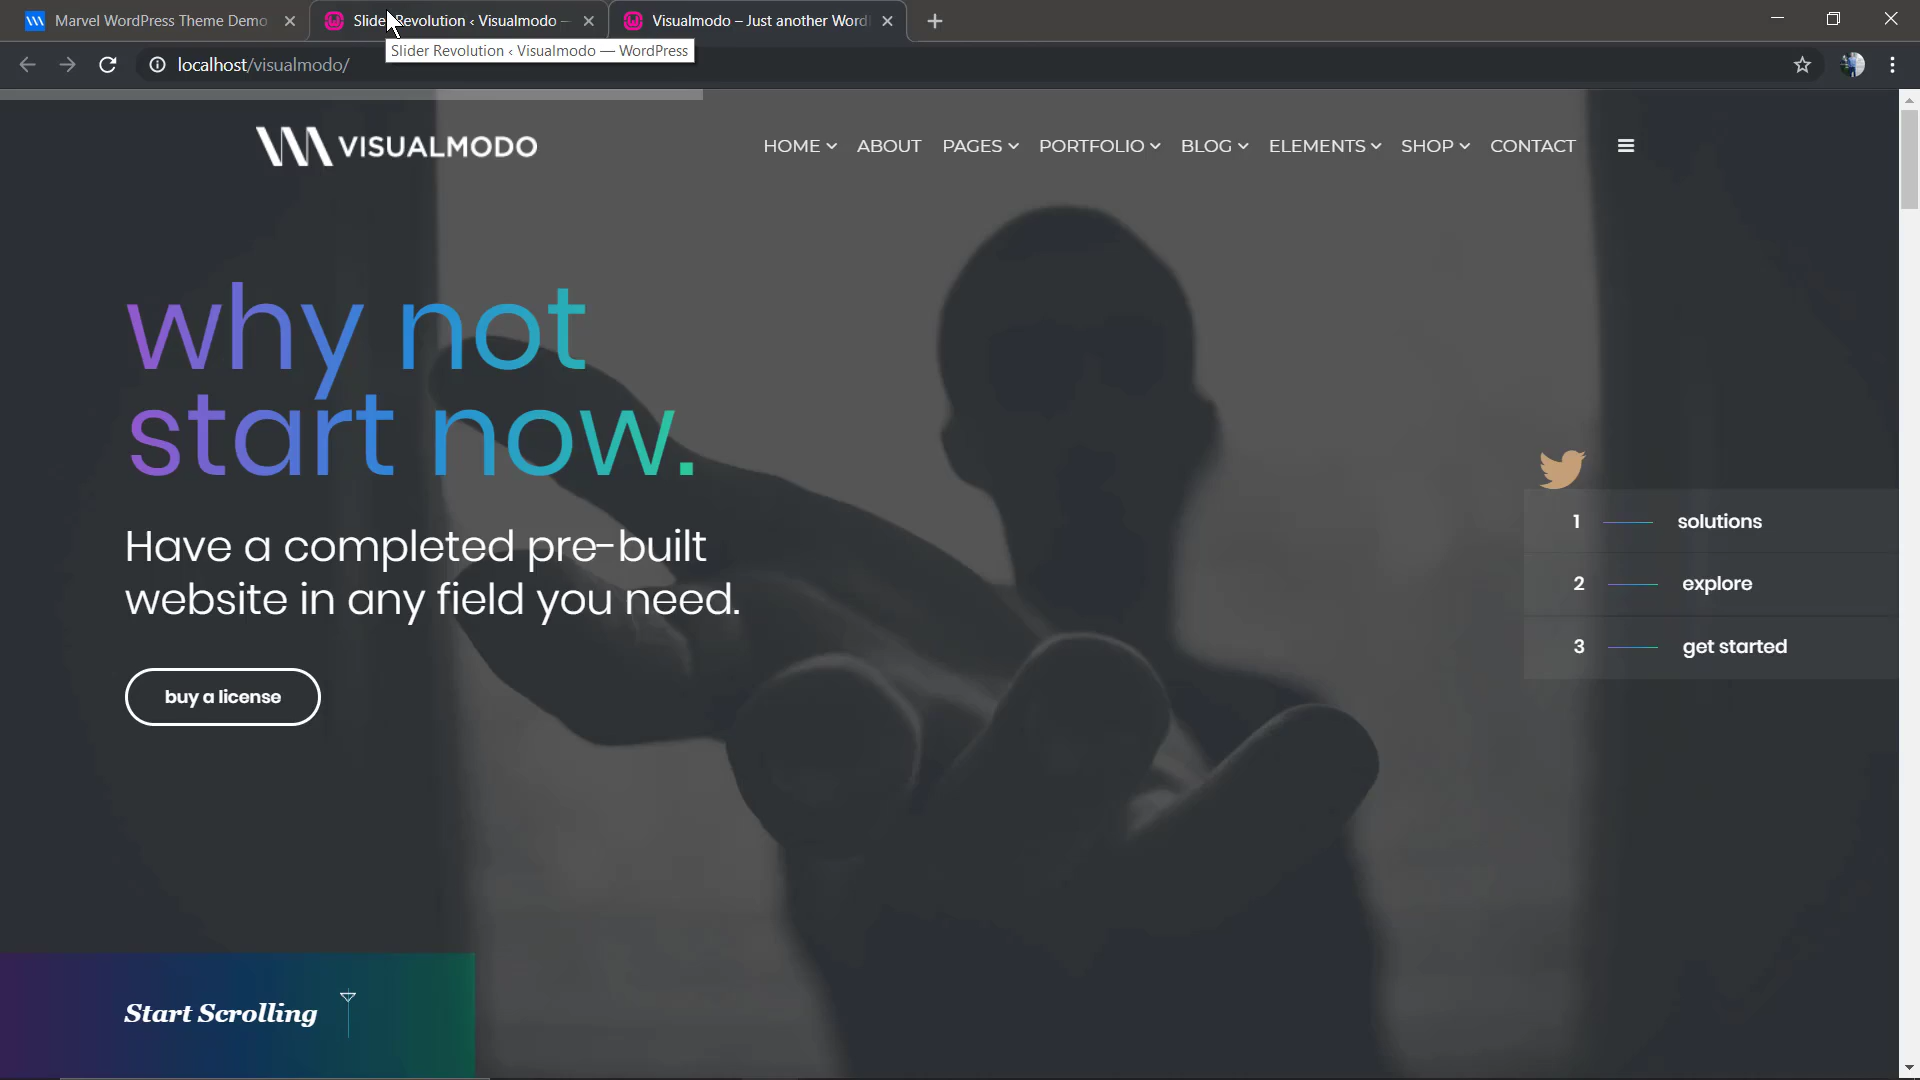 Marvel WordPress Theme Demo
Slider Revolution ‹ Visualmodo —
Visualmodo – Just another Word
Slider Revolution ‹ Visualmodo — WordPress
localhost/visualmodo/
VISUALMODO
HOME ABOUT PAGES PORTFOLIO BLOG ELEMENTS SHOP CONTACT
why not
start now.
Have a completed pre-built
website in any field you need.
buy a license
1 solutions
2 explore
3 get started
Start Scrolling